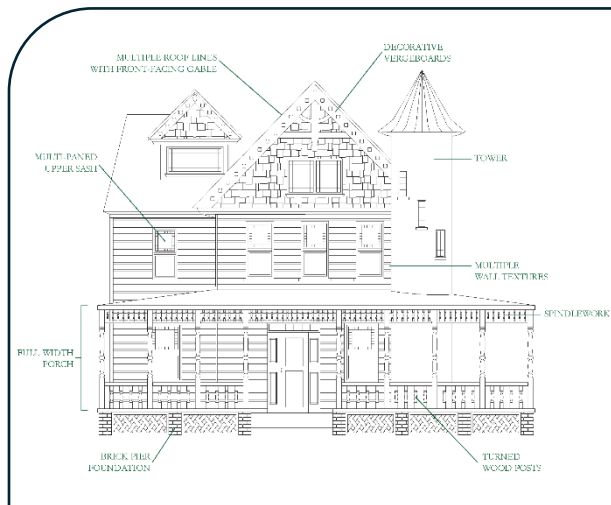 MULTIPLE ROOF LINES
WITH FRONT-FACING GABLE
DECORATIVE
VERGEBOARDS
MULTI-PANED
UPPER SASH
TOWER
MULTIPLE
WALL TEXTURES
SPINDLEWORK
FULL WIDTH
PORCH
BRICK PIER
FOUNDATION
TURNED
WOOD POSTS